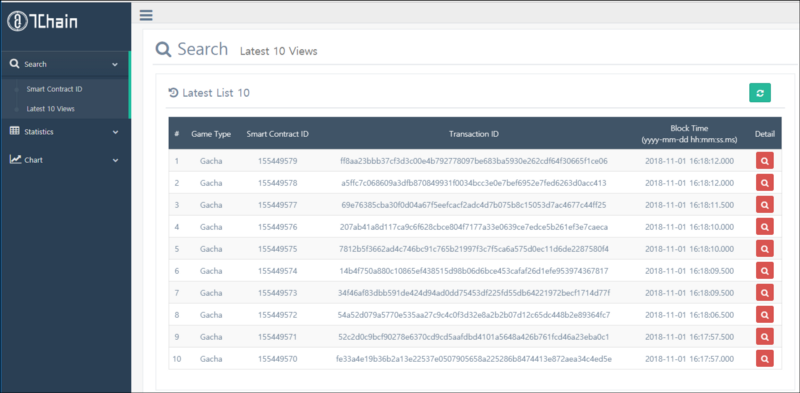 7Chain
Search Latest 10 Views
Search
Smart Contract ID
Latest 10 Views
Statistics
Chart
Latest List 10
# Game Type Smart Contract ID Transaction ID Block Time (yyyy-mm-dd hh:mm:ss.ms) Detail
1 Gacha 155449579 ff8aa23bbb37cf3d3c00e4b792778097be683ba5930e262cdf64f30665f1ce06 2018-11-01 16:18:12.000
2 Gacha 155449578 a5ffc7c068609a3dfb870849931f0034bcc3e0e7bef6952e7fed6263d0acc413 2018-11-01 16:18:12.000
3 Gacha 155449577 69e76385cba30f0d04a67f5eefcacf2adc4d7b075b8c15053d7ac4677c44ff25 2018-11-01 16:18:11.500
4 Gacha 155449576 207ab41a8d117ca9c6f628cbce804f7177a33e0639ce7edce5b261ef3e7caeca 2018-11-01 16:18:10.000
5 Gacha 155449575 7812b5f3662ad4c746bc91c765b21997f3c7f5ca6a575d0ec11d6de2287580f4 2018-11-01 16:18:10.000
6 Gacha 155449574 14b4f750a880c10865ef438515d98b06d6bce453cafaf26d1efe953974367817 2018-11-01 16:18:09.500
7 Gacha 155449573 34f46af83dbb591de424d94ad0dd75453df225fd55db64221972becf1714d77f 2018-11-01 16:18:09.500
8 Gacha 155449572 54a52d079a5770e535aa27c9c4c0f3d32e8a2b2b07d12c65dc448b2e89364fc7 2018-11-01 16:18:06.500
9 Gacha 155449571 52c2d0c9bcf90278e6370cd9cd5aafdbd4101a5648a426b761fcd46a23eba0c1 2018-11-01 16:17:57.500
10 Gacha 155449570 fe33a4e19b36b2a13e22537e0507905658a225286b8474413e872aea34c4ed5e 2018-11-01 16:17:57.000